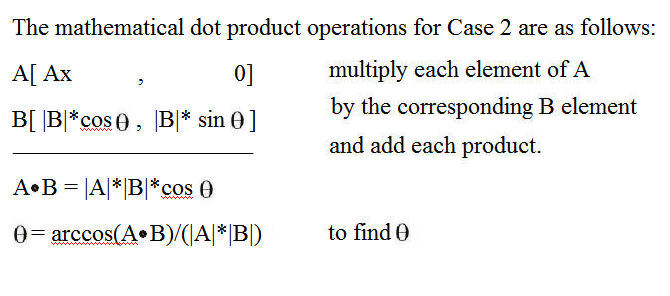 The mathematical dot product operations for Case 2 are as follows:
A[ Ax , 0] multiply each element of A
B[ |B|*cosθ , |B|* sin θ ] by the corresponding B element
and add each product.
A•B = |A|*|B|*cos θ
θ= arccos(A•B)/(|A|*|B|) to find θ